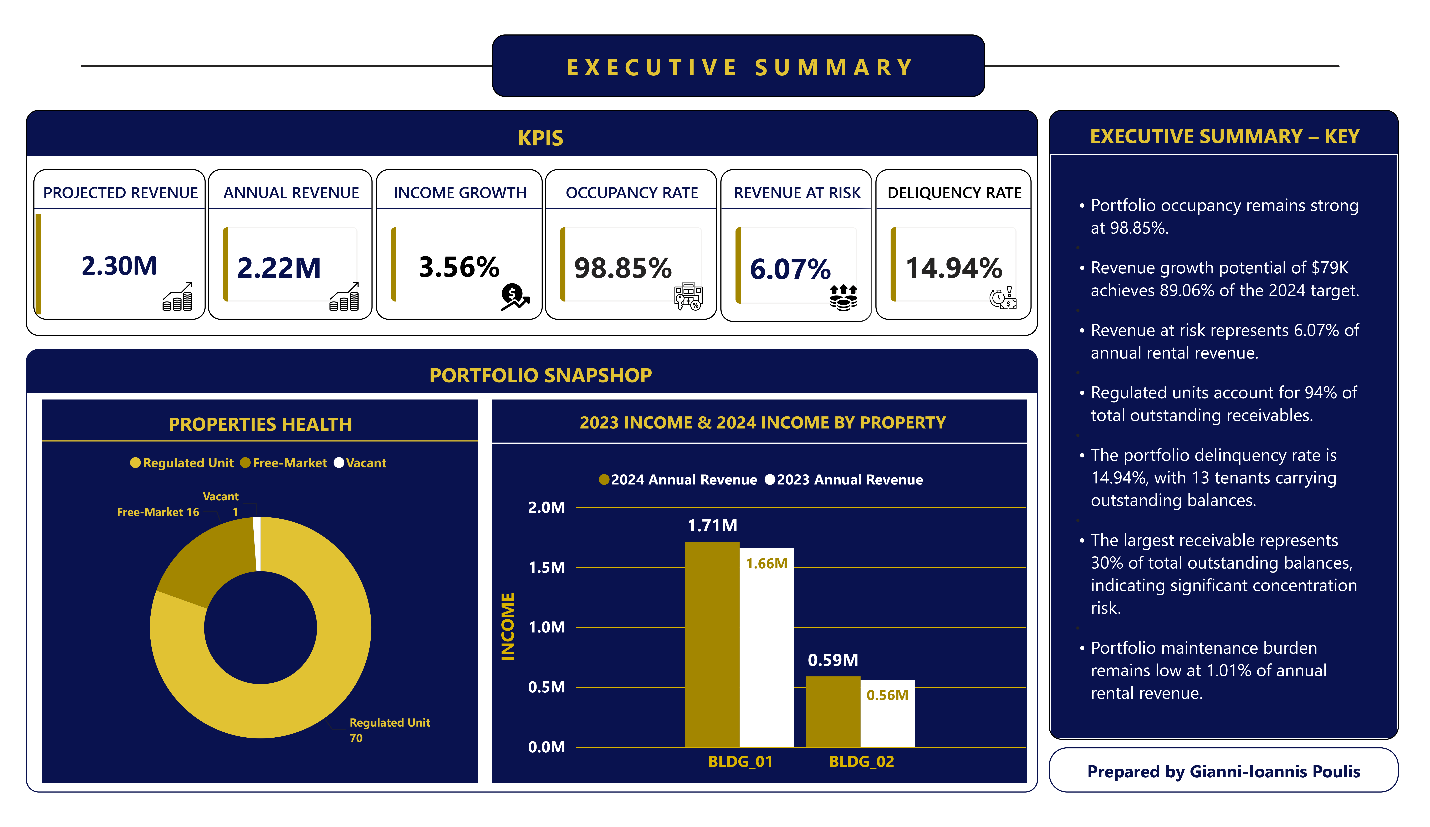 EXECUTIVE SUMMARY
KPIS
PROJECTED REVENUE
2.30M
ANNUAL REVENUE
2.22M
INCOME GROWTH
3.56%
OCCUPANCY RATE
98.85%
REVENUE AT RISK
6.07%
DELIQUENCY RATE
14.94%
PORTFOLIO SNAPSHOP
PROPERTIES HEALTH
Regulated Unit Free-Market Vacant
Vacant
1
Free-Market 16
Regulated Unit
70
2023 INCOME & 2024 INCOME BY PROPERTY
2024 Annual Revenue 2023 Annual Revenue
INCOME
2.0M
1.5M
1.0M
0.5M
0.0M
1.71M
1.66M
0.59M
0.56M
BLDG_01
BLDG_02
EXECUTIVE SUMMARY – KEY
• Portfolio occupancy remains strong
at 98.85%.
• Revenue growth potential of $79K
achieves 89.06% of the 2024 target.
• Revenue at risk represents 6.07% of
annual rental revenue.
• Regulated units account for 94% of
total outstanding receivables.
• The portfolio delinquency rate is
14.94%, with 13 tenants carrying
outstanding balances.
• The largest receivable represents
30% of total outstanding balances,
indicating significant concentration
risk.
• Portfolio maintenance burden
remains low at 1.01% of annual
rental revenue.
Prepared by Gianni-Ioannis Poulis